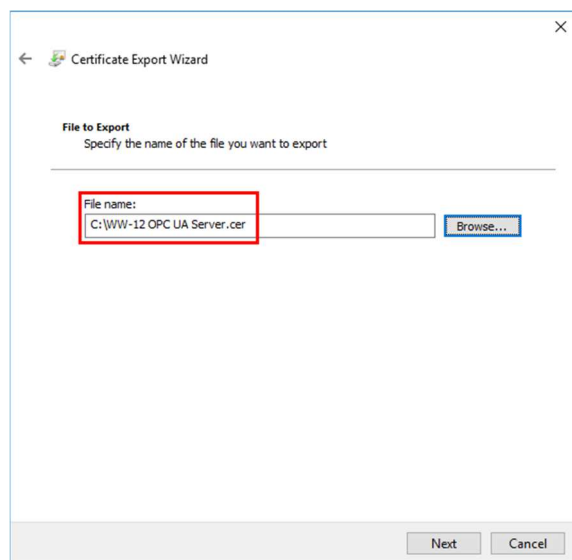 Certificate Export Wizard
File to Export
Specify the name of the file you want to export
File name:
C:\WW-12 OPC UA Server.cer
Browse...
Next
Cancel